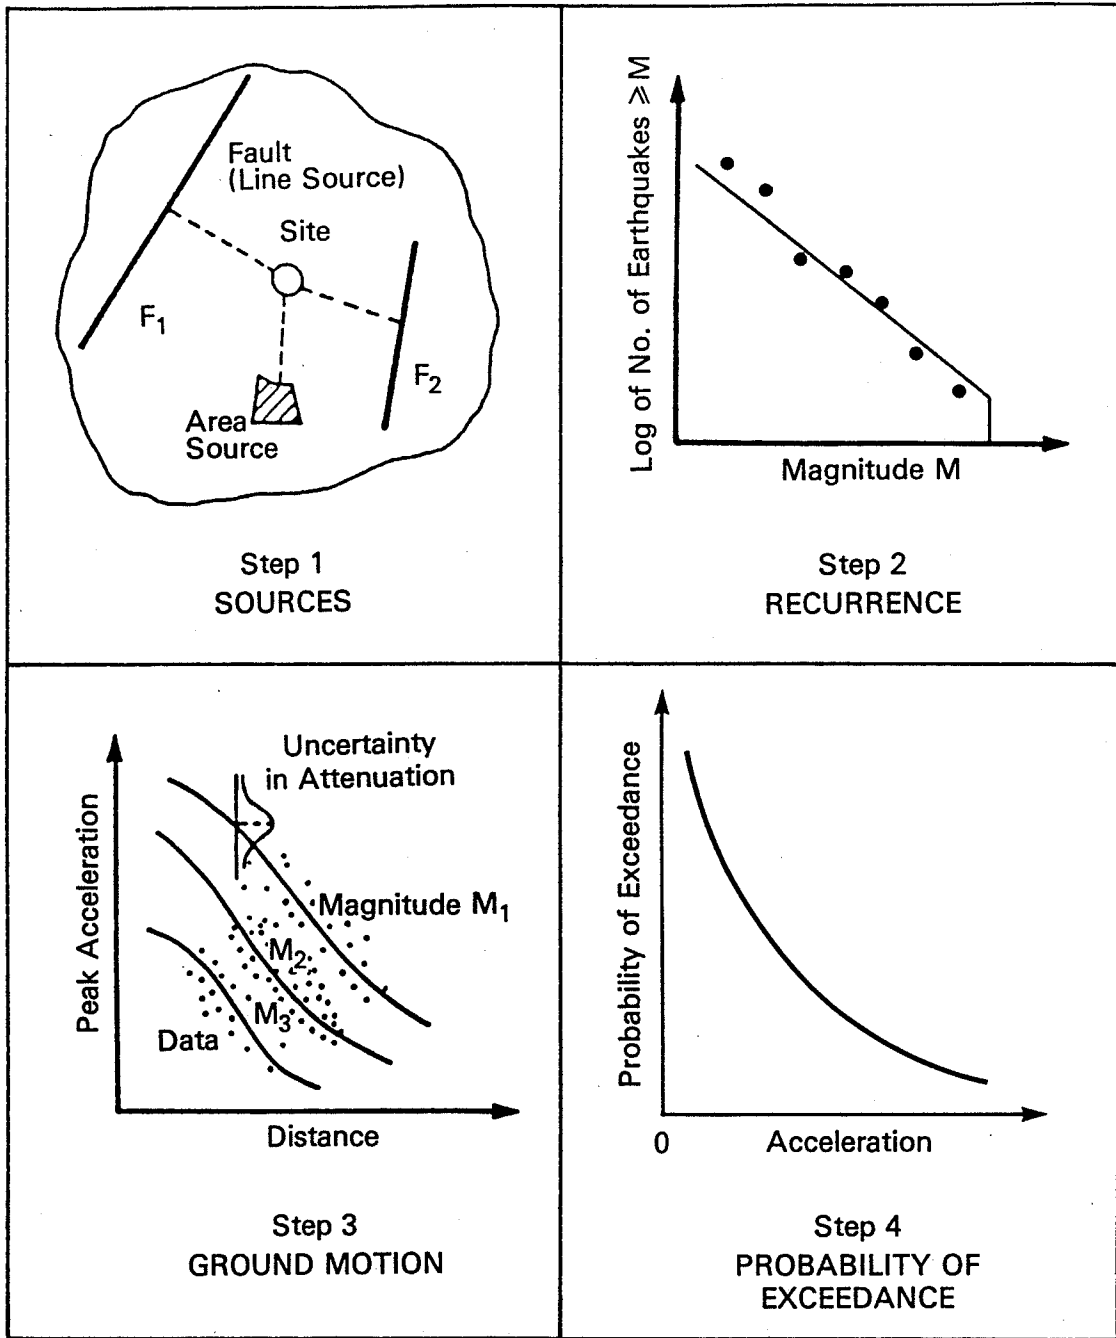 Fault
(Line Source)
Site
F1
F2
Area
Source
Step 1
SOURCES
Log of No. of Earthquakes ⩾M
Magnitude M
Step 2
RECURRENCE
Uncertainty
in Attenuation
Peak Acceleration
Magnitude M1
M2
M3
Data
Distance
Step 3
GROUND MOTION
Probability of Exceedance
0
Acceleration
Step 4
PROBABILITY OF
EXCEEDANCE